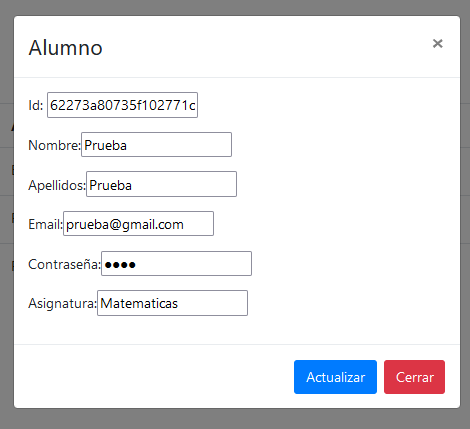 Alumno ×
Id: 62273a80735f102771c
Nombre: Prueba
Apellidos: Prueba
Email: prueba@gmail.com
Contraseña: ●●●●
Asignatura: Matematicas
Actualizar Cerrar